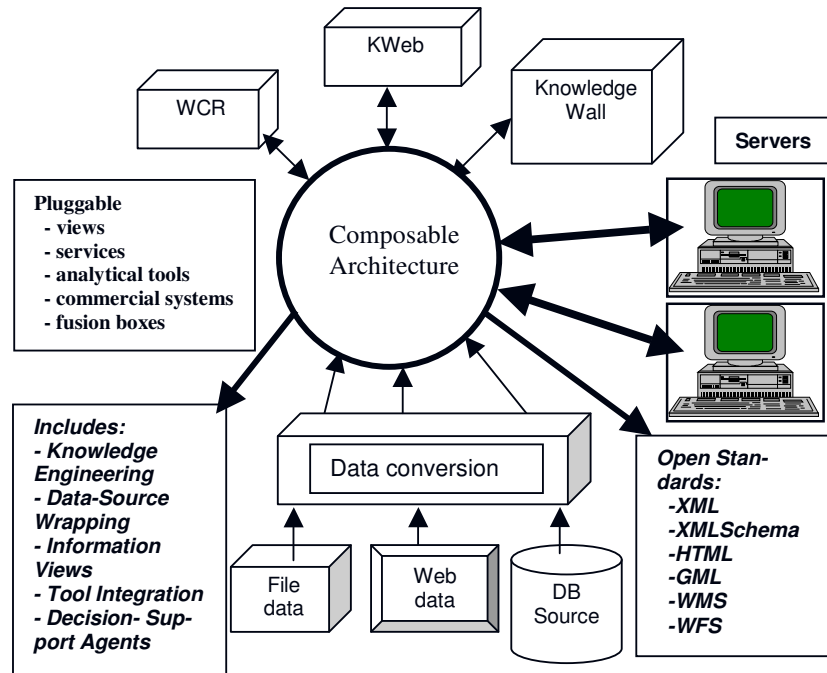 KWeb
WCR
Knowledge
Wall
Servers
Pluggable
- views
- services
- analytical tools
- commercial systems
- fusion boxes
Composable
Architecture
Includes:
- Knowledge
Engineering
- Data-Source
Wrapping
- Information
Views
- Tool Integration
- Decision- Sup-
port Agents
Data conversion
File
data
Web
data
DB
Source
Open Stan-
dards:
-XML
-XMLSchema
-HTML
-GML
-WMS
-WFS